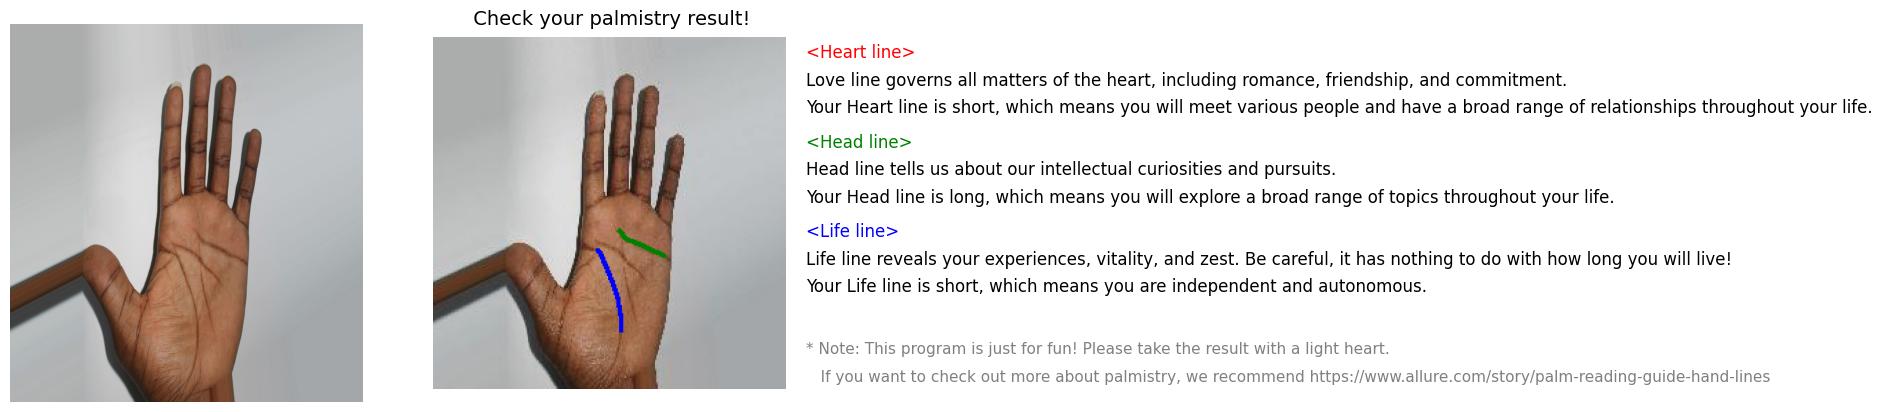 Check your palmistry result!
<Heart line>
Love line governs all matters of the heart, including romance, friendship, and commitment.
Your Heart line is short, which means you will meet various people and have a broad range of relationships throughout your life.
<Head line>
Head line tells us about our intellectual curiosities and pursuits.
Your Head line is long, which means you will explore a broad range of topics throughout your life.
<Life line>
Life line reveals your experiences, vitality, and zest. Be careful, it has nothing to do with how long you will live!
Your Life line is short, which means you are independent and autonomous.
* Note: This program is just for fun! Please take the result with a light heart.
If you want to check out more about palmistry, we recommend https://www.allure.com/story/palm-reading-guide-hand-lines